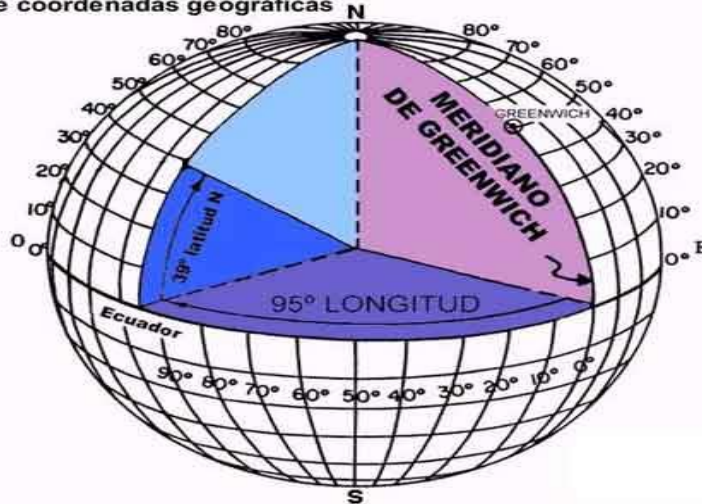 e coordenadas geográficas
N
80° 80°
70° 70°
60° 60°
50° 50°
40° 40°
30° 30°
20° 20°
10° 10°
0 0° 0° E
GREENWICH
MERIDIANO
DE GREENWICH
39° latitud N
95° LONGITUD
Ecuador
90° 80° 70° 60° 50° 40° 30° 20° 10° 0°
S